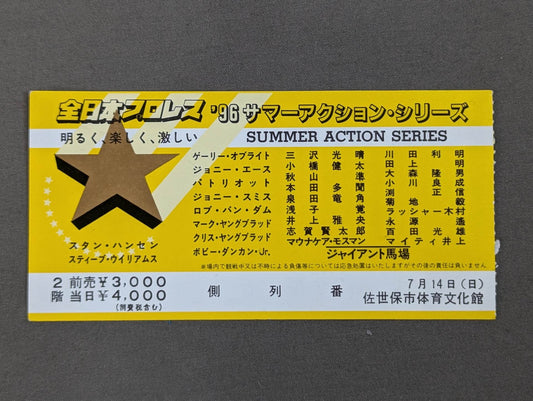 全日本プロレス '96サマーアクション・シリーズ
明るく、楽しく、激しい SUMMER ACTION SERIES
ゲーリー・オブライト 三沢光晴 川田利明
ジョニー・エース 小橋健太 田上明
パトリオット 秋山準 大森隆男
ジョニー・スミス 本田多聞 小川良成
ロブ・バン・ダム 泉田竜角 渕正信
マーク・ヤングブラッド 浅子覚 菊地毅
クリス・ヤングブラッド 井上雅央 ラッシャー木村
ボビー・ダンカン・Jr. 志賀賢太郎 永源遙
マウナケア・モスマン 百田光雄
マイティ井上
スタン・ハンセン
スティーブ・ウイリアムス
ジャイアント馬場
※場内で観戦中又は不時による負傷等については応急処置はいたしますがその後の責任は負いません
2階 前売¥3,000
当日¥4,000
(消費税含む)
側 列 番
7月14日(日)
佐世保市体育文化館